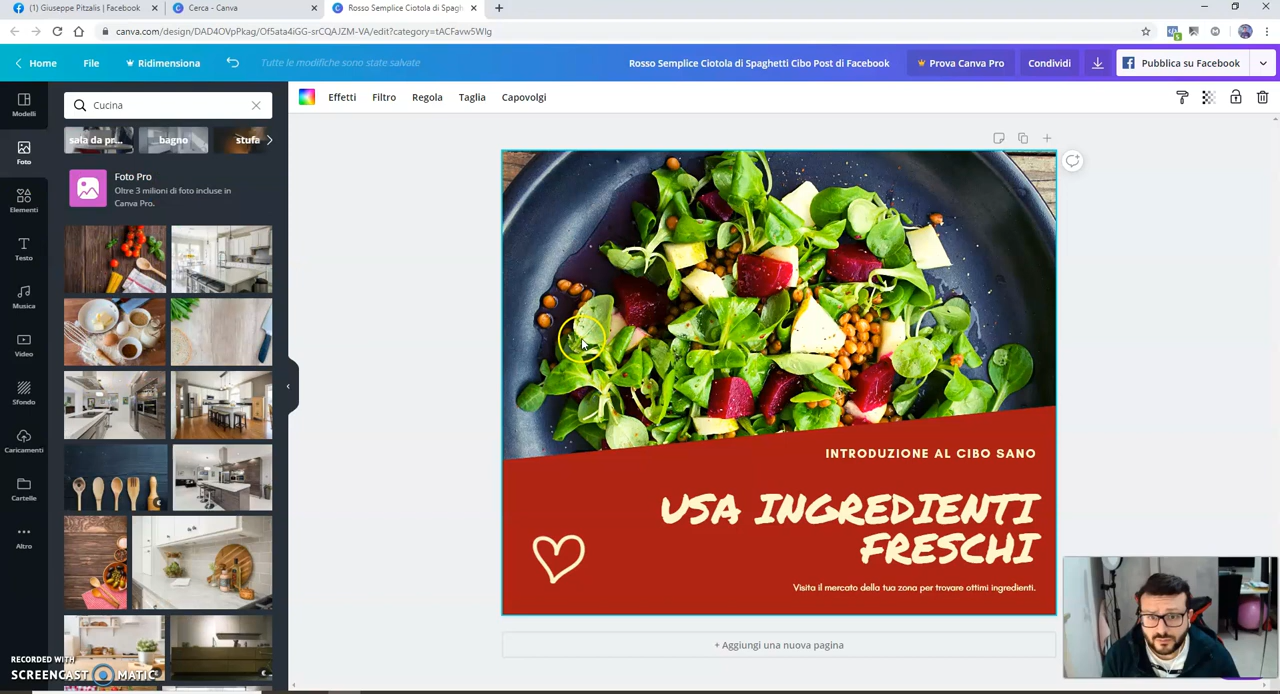 (1) Giuseppe Pitzalis | Facebook
Cerca - Canva
Rosso Semplice Ciotola di Spagh
canva.com/design/DAD4OVpPkag/Of5ata4iGG-srCQAJZM-VA/edit?category=tACFavw5Wlg
Home
File
Ridimensiona
Tutte le modifiche sono state salvate
Rosso Semplice Ciotola di Spaghetti Cibo Post di Facebook
Prova Canva Pro
Condividi
Pubblica su Facebook
Modelli
Foto
Elementi
Testo
Musica
Video
Sfondo
Caricamenti
Cartelle
Altro
Cucina
sala da pr...
bagno
stufa
Foto Pro
Oltre 3 milioni di foto incluse in
Canva Pro.
Effetti
Filtro
Regola
Taglia
Capovolgi
INTRODUZIONE AL CIBO SANO
USA INGREDIENTI
FRESCHI
Visita il mercato della tua zona per trovare ottimi ingredienti.
+ Aggiungi una nuova pagina
RECORDED WITH
SCREENCAST MATIC